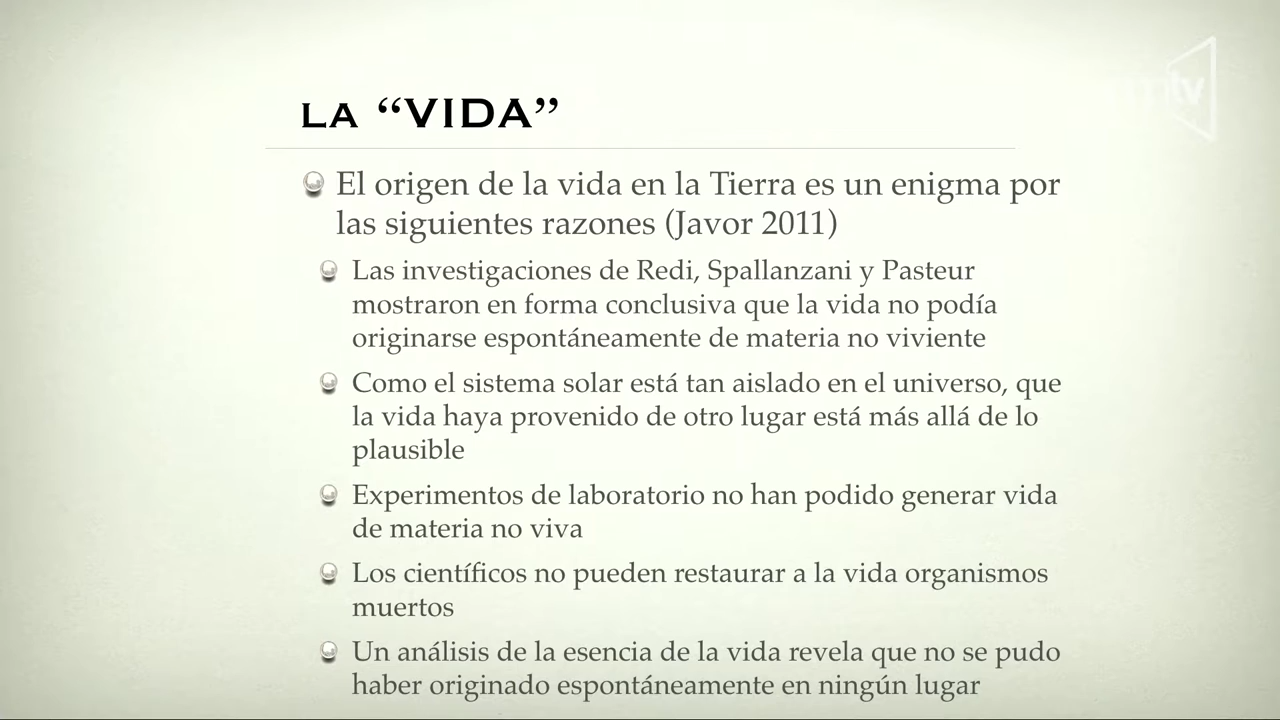 LA “VIDA”
El origen de la vida en la Tierra es un enigma por
las siguientes razones (Javor 2011)
Las investigaciones de Redi, Spallanzani y Pasteur
mostraron en forma conclusiva que la vida no podía
originarse espontáneamente de materia no viviente
Como el sistema solar está tan aislado en el universo, que
la vida haya provenido de otro lugar está más allá de lo
plausible
Experimentos de laboratorio no han podido generar vida
de materia no viva
Los científicos no pueden restaurar a la vida organismos
muertos
Un análisis de la esencia de la vida revela que no se pudo
haber originado espontáneamente en ningún lugar